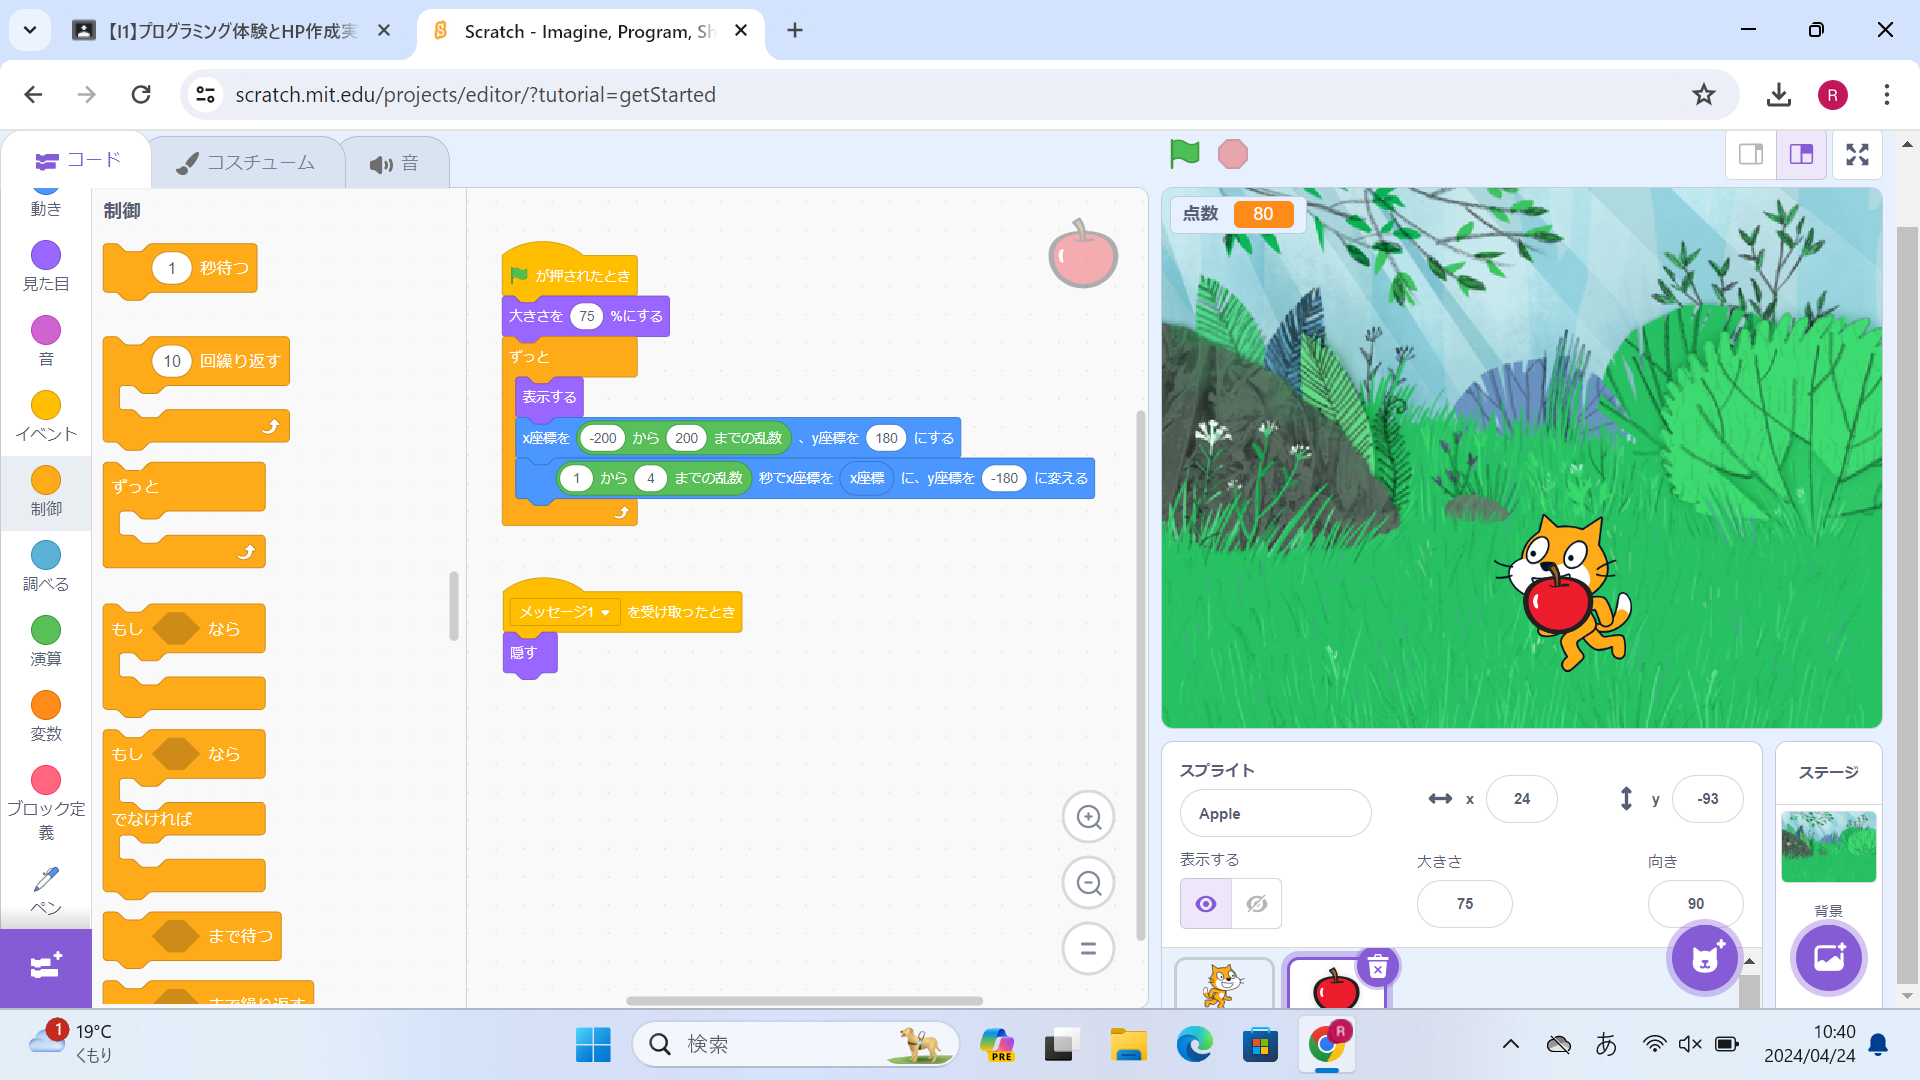 【I1】プログラミング体験とHP作成実
Scratch - Imagine, Program, Sh
scratch.mit.edu/projects/editor/?tutorial=getStarted
R
コード
コスチューム
音
動き
見た目
音
イベント
制御
調べる
演算
変数
ブロック定
義
ペン
制御
1 秒待つ
10 回繰り返す
ずっと
もし なら
もし なら
でなければ
まで待つ
まで繰り返す
が押されたとき
大きさを 75 %にする
ずっと
表示する
x座標を -200 から 200 までの乱数 、y座標を 180 にする
1 から 4 までの乱数 秒でx座標を x座標 に、y座標を -180 に変える
メッセージ1 を受け取ったとき
隠す
点数 80
スプライト
Apple
x 24
y -93
表示する
大きさ
75
向き
90
ステージ
背景
1
19°C
くもり
検索
PRE
R
あ
10:40
2024/04/24